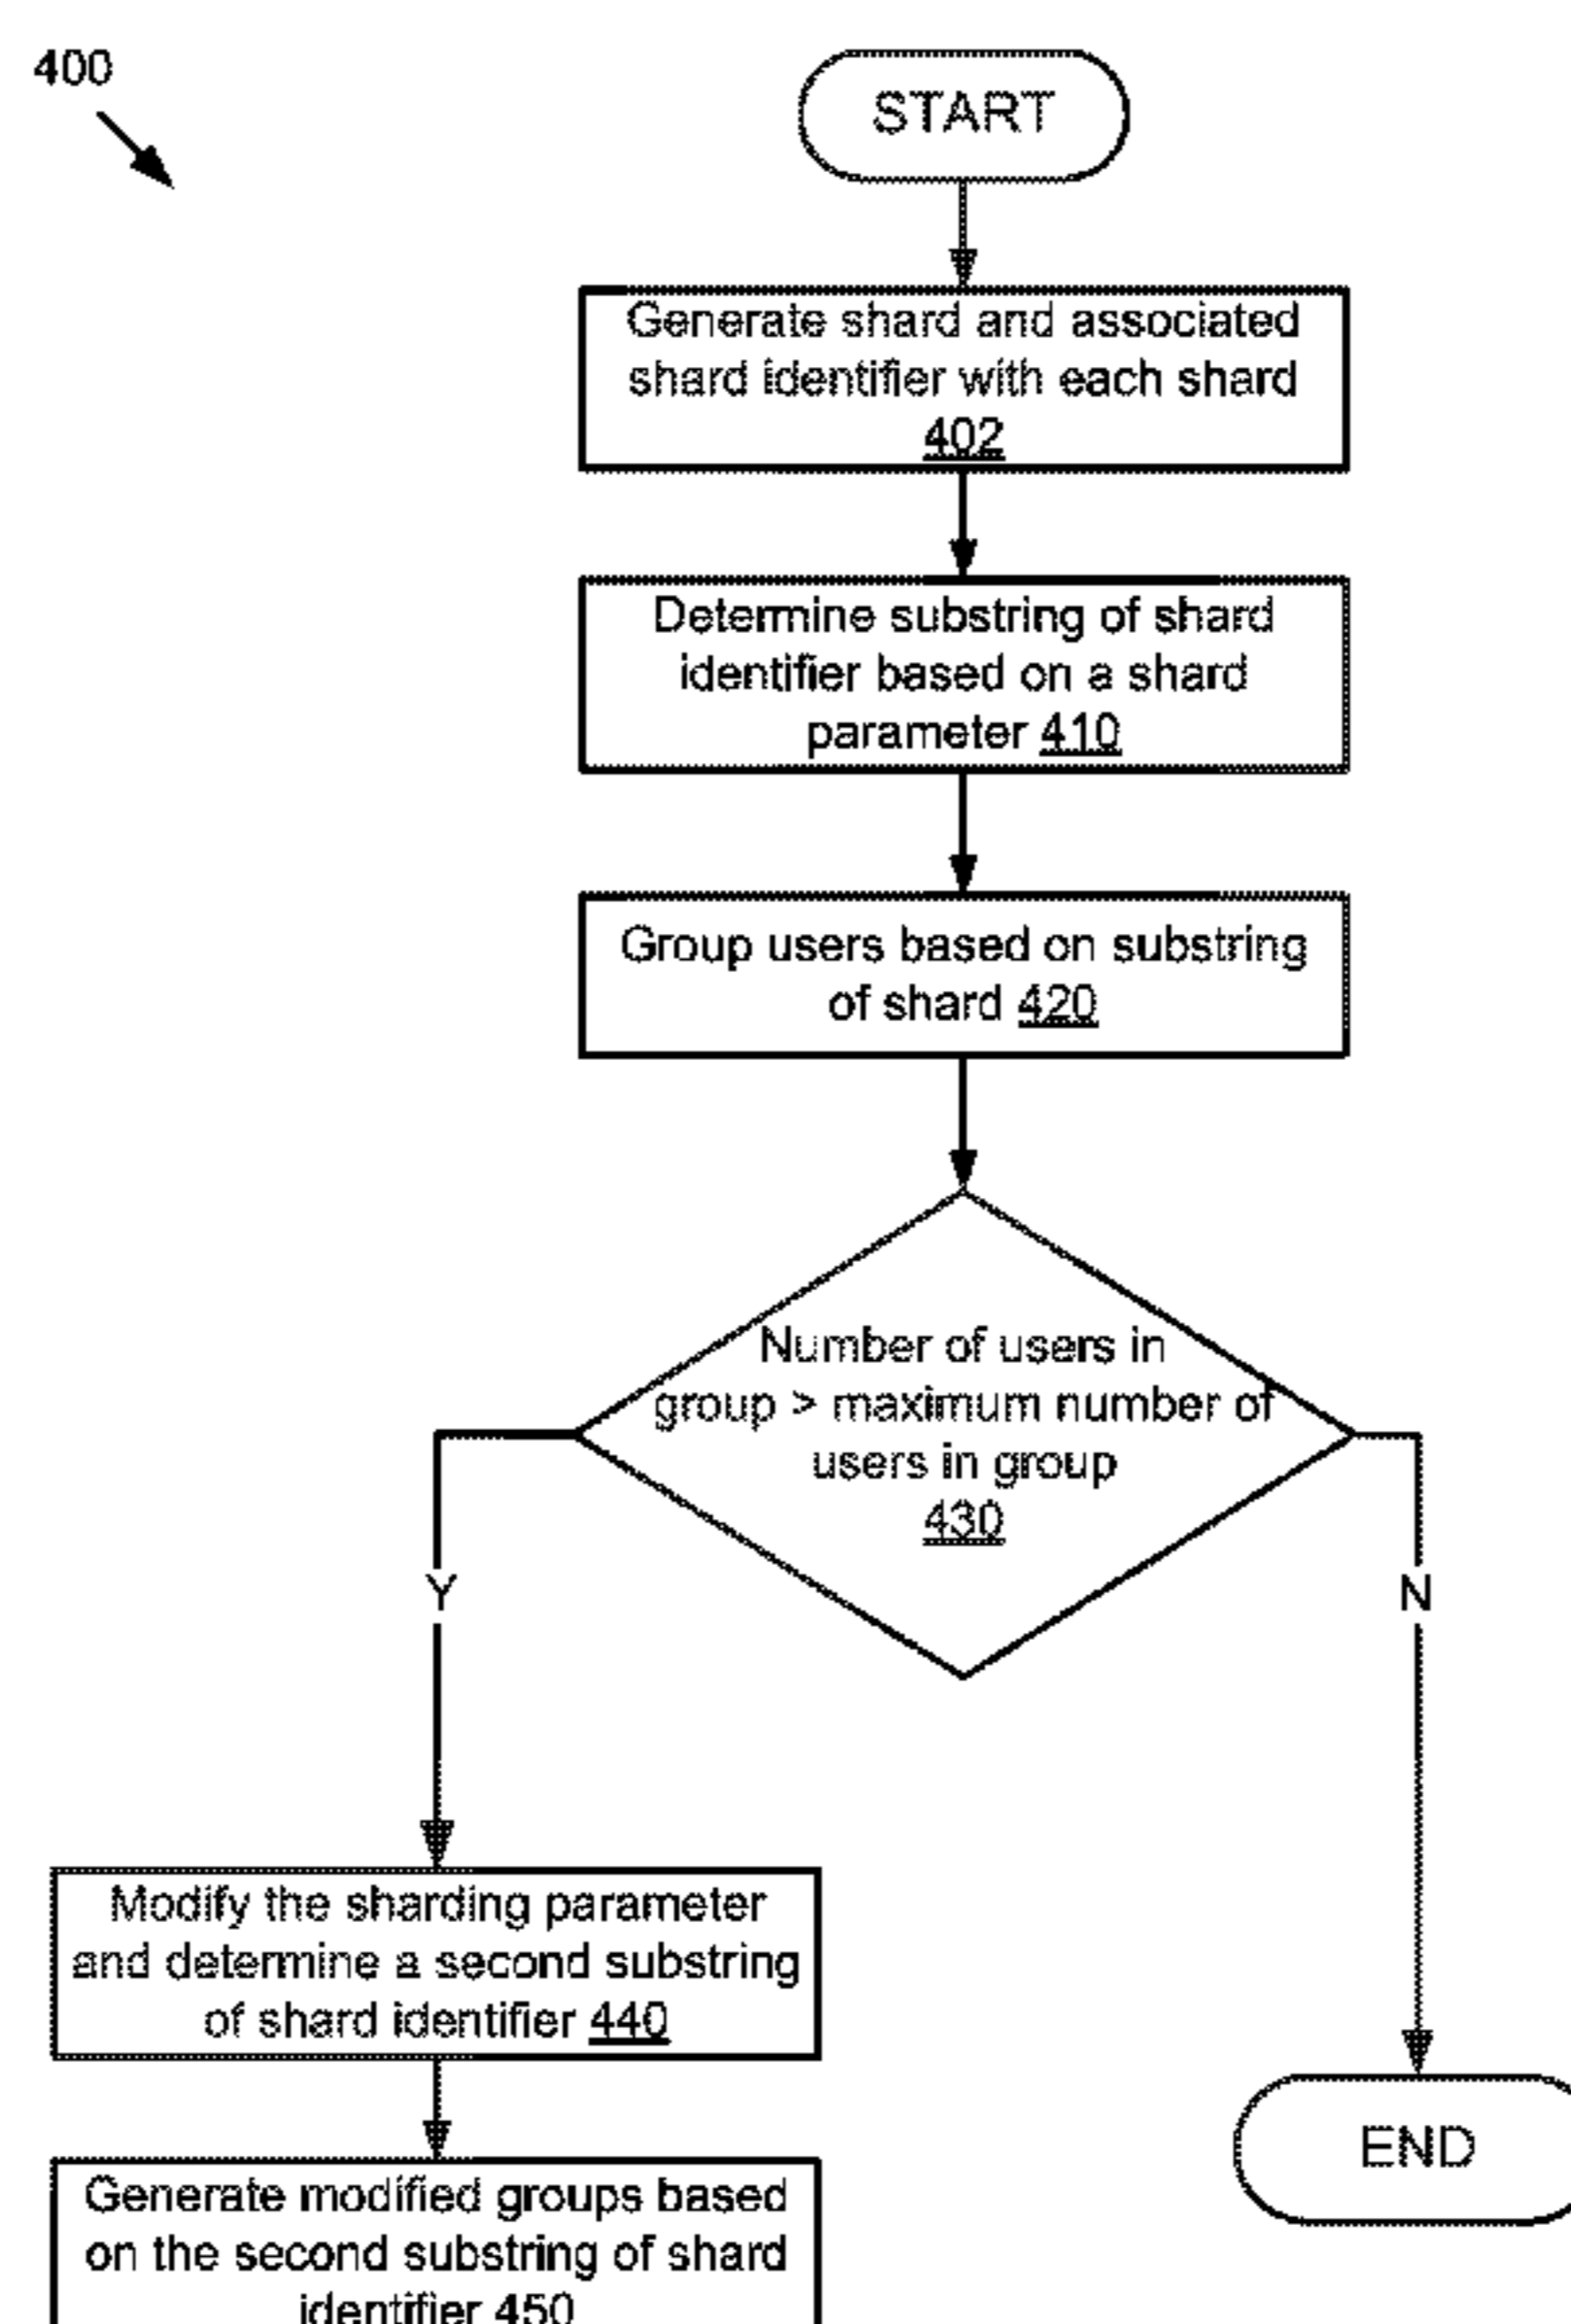 400
START
Generate shard and associated
shard identifier with each shard
402
Determine substring of shard
identifier based on a shard
parameter 410
Group users based on substring
of shard 420
Number of users in
group > maximum number of
users in group
430
Y
N
Modify the sharding parameter
and determine a second substring
of shard identifier 440
END
Generate modified groups based
on the second substring of shard
identifier 450